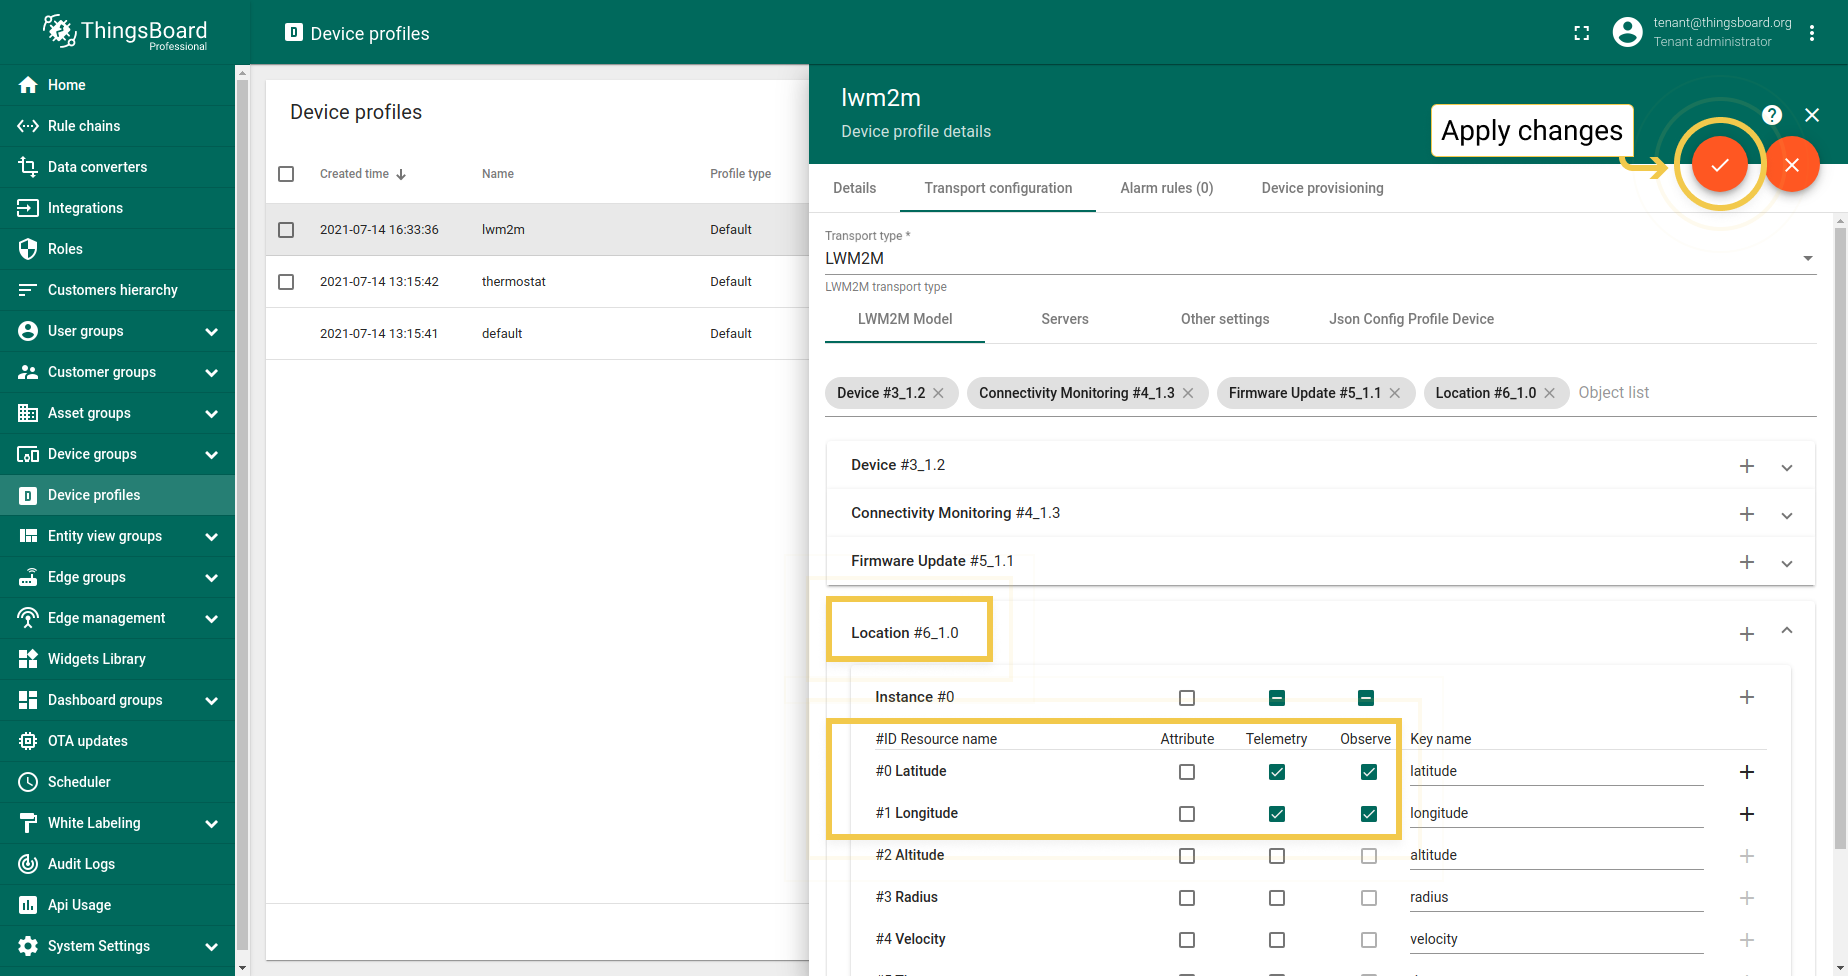 ThingsBoard
Professional
Device profiles
tenant@thingsboard.org
Tenant administrator
Home
Rule chains
Data converters
Integrations
Roles
Customers hierarchy
User groups
Customer groups
Asset groups
Device groups
Device profiles
Entity view groups
Edge groups
Edge management
Widgets Library
Dashboard groups
OTA updates
Scheduler
White Labeling
Audit Logs
Api Usage
System Settings
Device profiles
Created time Name Profile type
2021-07-14 16:33:36 lwm2m Default
2021-07-14 13:15:42 thermostat Default
2021-07-14 13:15:41 default Default
lwm2m
Device profile details
Apply changes
Details Transport configuration Alarm rules (0) Device provisioning
Transport type *
LWM2M
LWM2M transport type
LWM2M Model Servers Other settings Json Config Profile Device
Device #3_1.2 Connectivity Monitoring #4_1.3 Firmware Update #5_1.1 Location #6_1.0 Object list
Device #3_1.2
Connectivity Monitoring #4_1.3
Firmware Update #5_1.1
Location #6_1.0
Instance #0
#ID Resource name Attribute Telemetry Observe Key name
#0 Latitude latitude
#1 Longitude longitude
#2 Altitude altitude
#3 Radius radius
#4 Velocity velocity